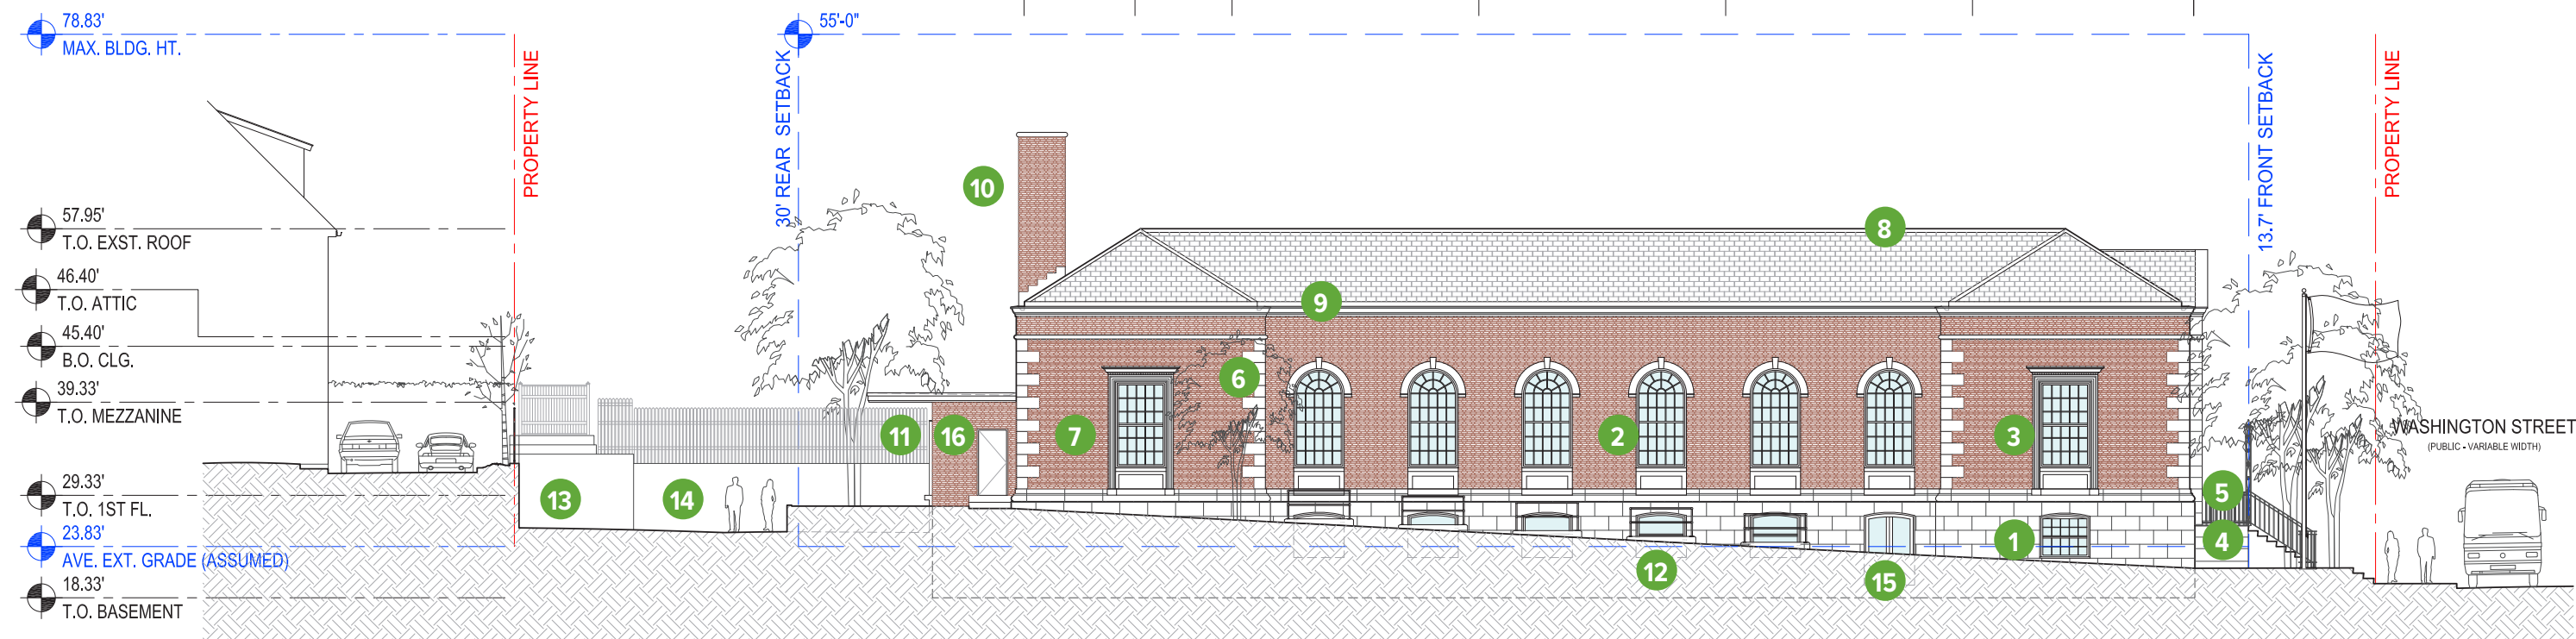 78.83'
MAX. BLDG. HT.
55'-0"
PROPERTY LINE
30' REAR SETBACK
13.7' FRONT SETBACK
PROPERTY LINE
10
57.95'
T.O. EXST. ROOF
8
46.40'
T.O. ATTIC
9
45.40'
B.O. CLG.
6
39.33'
T.O. MEZZANINE
11
16
7
2
3
WASHINGTON STREET
(PUBLIC - VARIABLE WIDTH)
29.33'
T.O. 1ST FL.
13
14
5
23.83'
AVE. EXT. GRADE (ASSUMED)
1
4
12
15
18.33'
T.O. BASEMENT